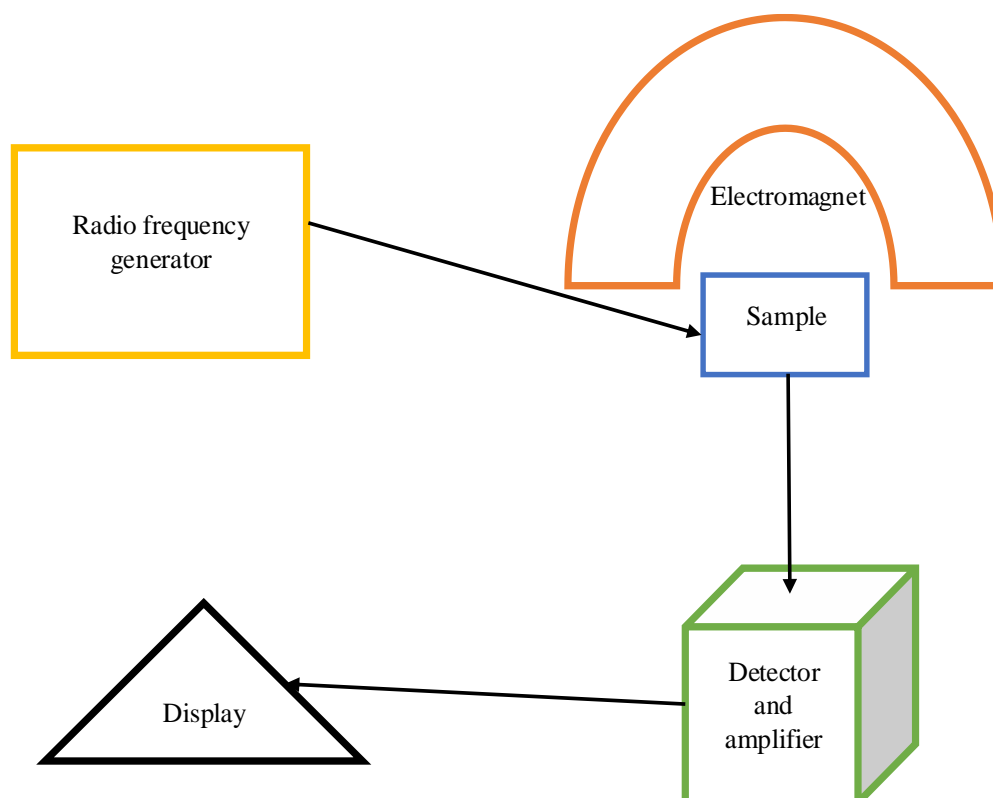 Electromagnet
Radio frequency
generator
Sample
Detector
and
amplifier
Display